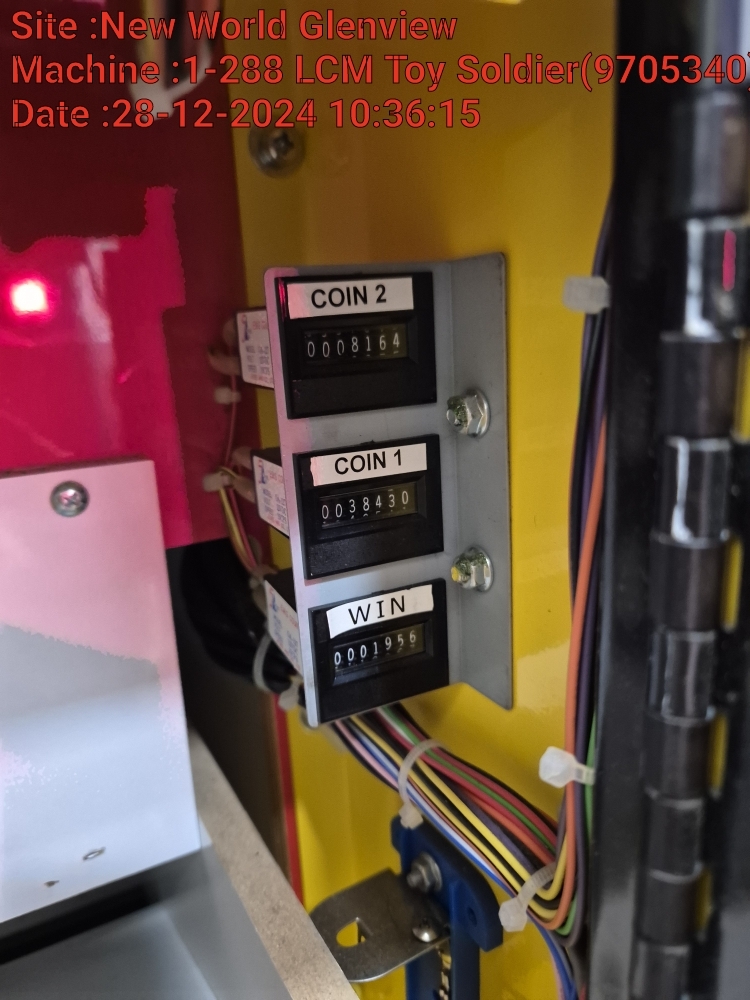 Site :New World Glenview
Machine :1-288 LCM Toy Soldier(9705340)
Date :28-12-2024 10:36:15
COIN 2
0008164
COIN 1
0038430
WIN
0001956